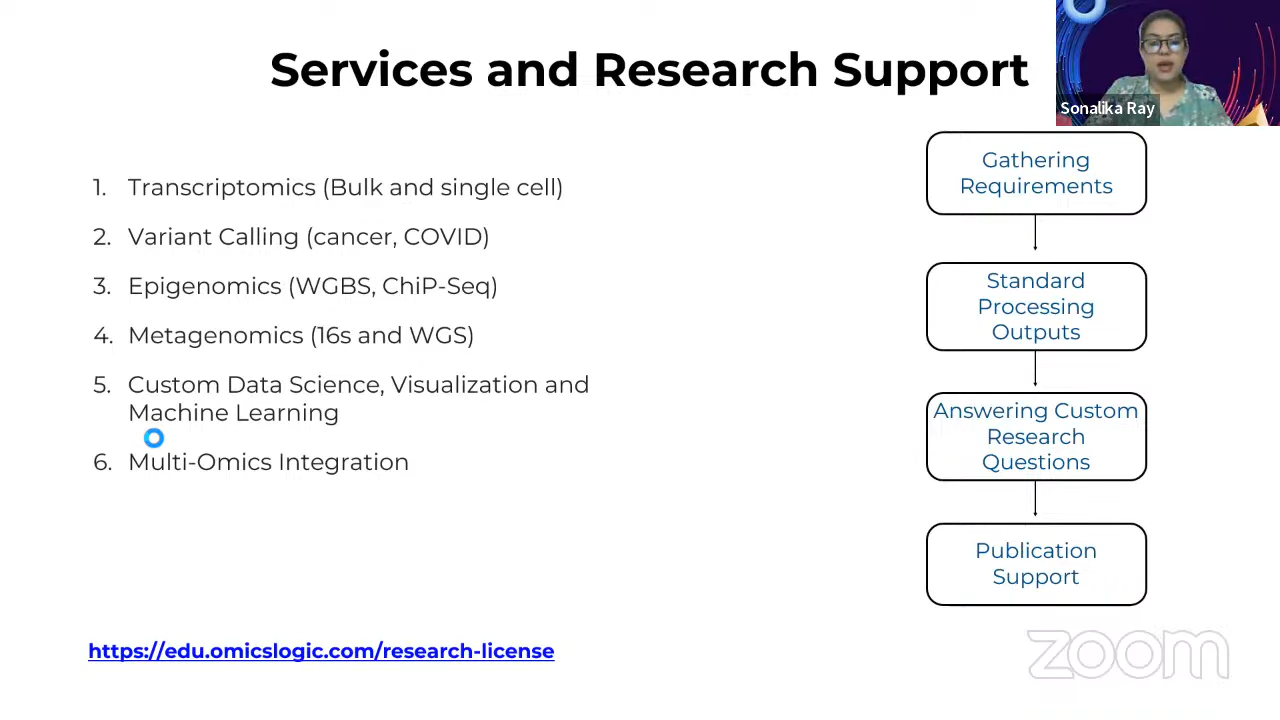 Services and Research Support
Sonalika Ray
1. Transcriptomics (Bulk and single cell)
2. Variant Calling (cancer, COVID)
3. Epigenomics (WGBS, ChiP-Seq)
4. Metagenomics (16s and WGS)
5. Custom Data Science, Visualization and
Machine Learning
6. Multi-Omics Integration
Gathering
Requirements
Standard
Processing
Outputs
Answering Custom
Research
Questions
Publication
Support
https://edu.omicslogic.com/research-license
zoom